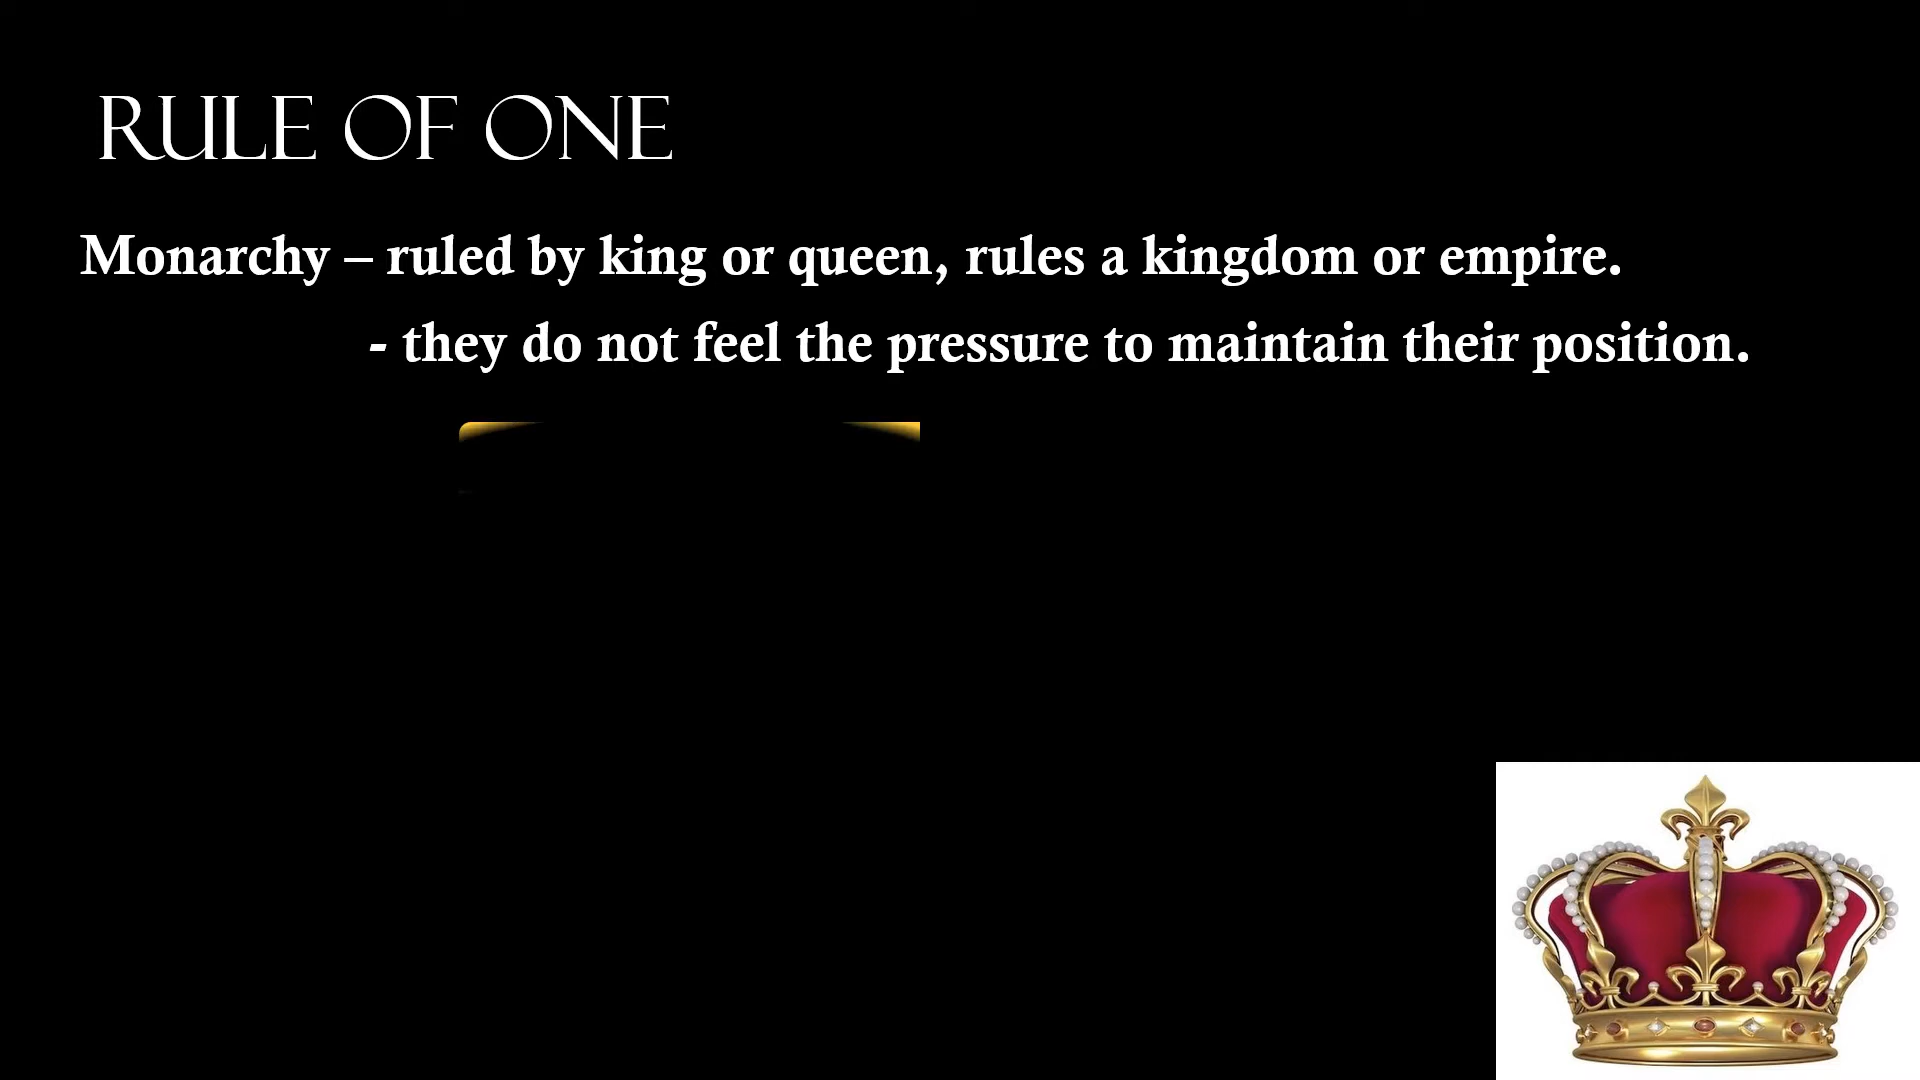 RULE OF ONE
Monarchy – ruled by king or queen, rules a kingdom or empire.
- they do not feel the pressure to maintain their position.